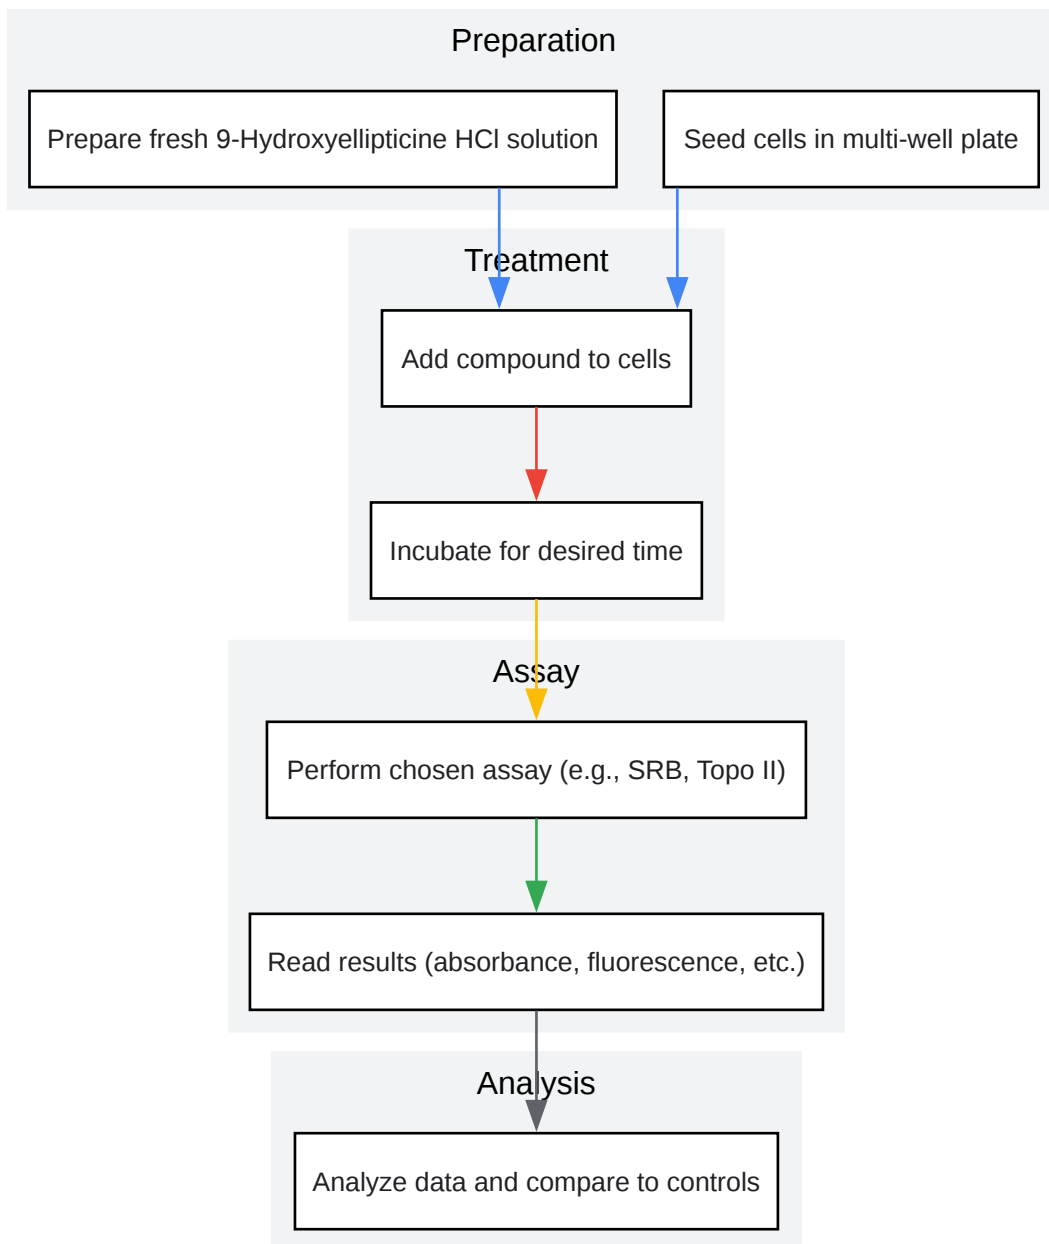 Preparation
Prepare fresh 9-Hydroxyellipticine HCl solution
Seed cells in multi-well plate
Treatment
Add compound to cells
Incubate for desired time
Assay
Perform chosen assay (e.g., SRB, Topo II)
Read results (absorbance, fluorescence, etc.)
Analysis
Analyze data and compare to controls